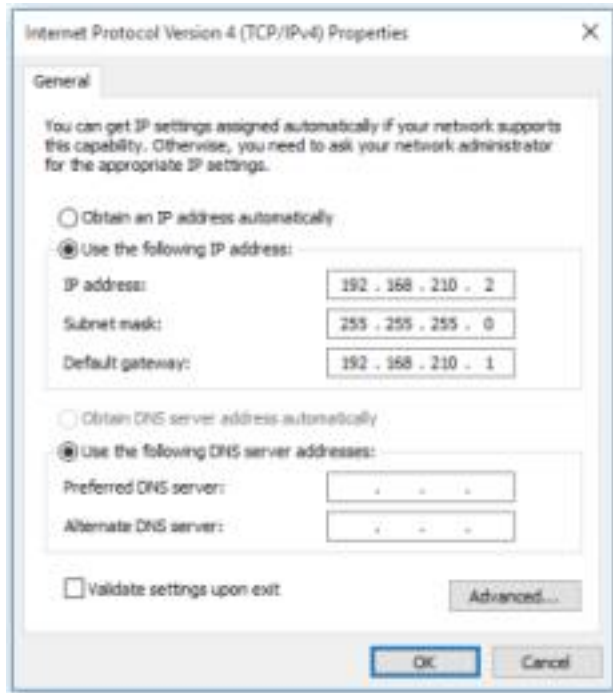 Internet Protocol Version 4 (TCP/IPv4) Properties
General
You can get IP settings assigned automatically if your network supports
this capability. Otherwise, you need to ask your network administrator
for the appropriate IP settings.
Obtain an IP address automatically
Use the following IP address:
IP address: 192 . 168 . 210 . 2
Subnet mask: 255 . 255 . 255 . 0
Default gateway: 192 . 168 . 210 . 1
Obtain DNS server address automatically
Use the following DNS server addresses:
Preferred DNS server: . . .
Alternate DNS server: . . .
Validate settings upon exit
Advanced...
OK Cancel